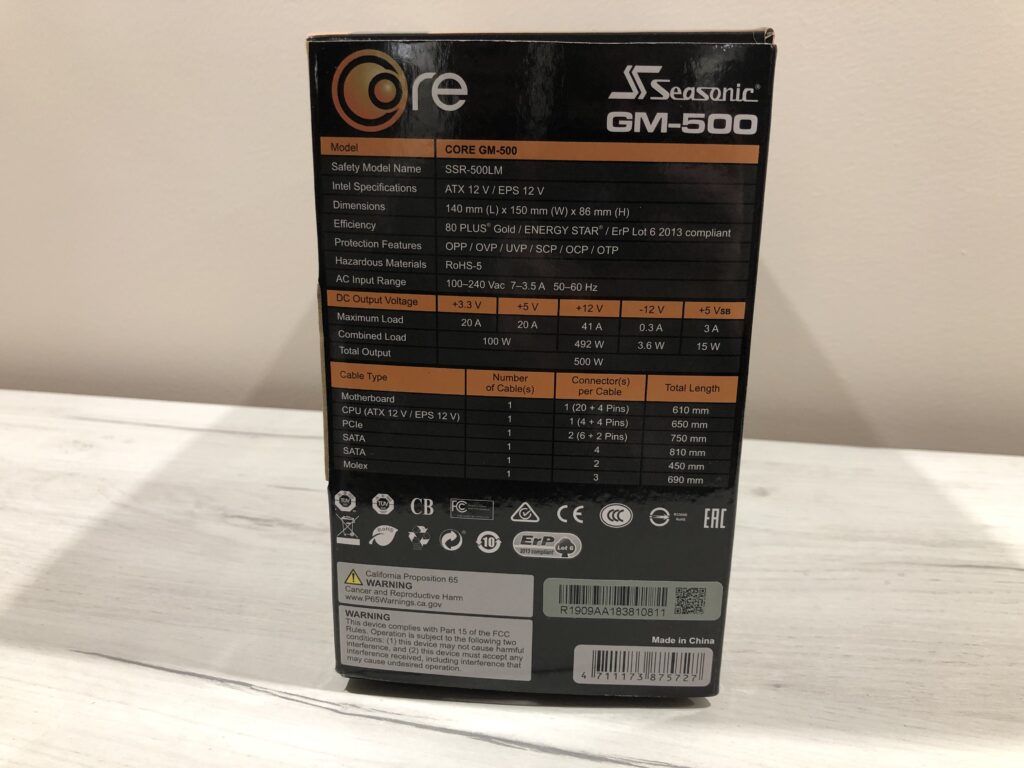 Core
Seasonic®
GM-500
Model CORE GM-500
Safety Model Name SSR-500LM
Intel Specifications ATX 12 V / EPS 12 V
Dimensions 140 mm (L) x 150 mm (W) x 86 mm (H)
Efficiency 80 PLUS® Gold / ENERGY STAR® / ErP Lot 6 2013 compliant
Protection Features OPP / OVP / UVP / SCP / OCP / OTP
Hazardous Materials RoHS-5
AC Input Range 100–240 Vac 7–3.5 A 50–60 Hz
DC Output Voltage +3.3 V +5 V +12 V -12 V +5 VSB
Maximum Load 20 A 20 A 41 A 0.3 A 3 A
Combined Load 100 W 492 W 3.6 W 15 W
Total Output 500 W
Cable Type Number of Cable(s) Connector(s) per Cable Total Length
Motherboard 1 1 (20 + 4 Pins) 610 mm
CPU (ATX 12 V / EPS 12 V) 1 1 (4 + 4 Pins) 650 mm
PCIe 1 2 (6 + 2 Pins) 750 mm
SATA 1 4 810 mm
SATA 1 2 450 mm
Molex 1 3 690 mm
TÜV TÜV CB FC CE CCC EAC
RoHS 10 ErP Lot 6
2013 compliant
California Proposition 65
WARNING
Cancer and Reproductive Harm
www.P65Warnings.ca.gov
R1909AA183810811
WARNING
This device complies with Part 15 of the FCC
Rules. Operation is subject to the following two
conditions: (1) this device may not cause harmful
interference, and (2) this device must accept any
interference received, including interference that
may cause undesired operation.
Made in China
4 711173 875727